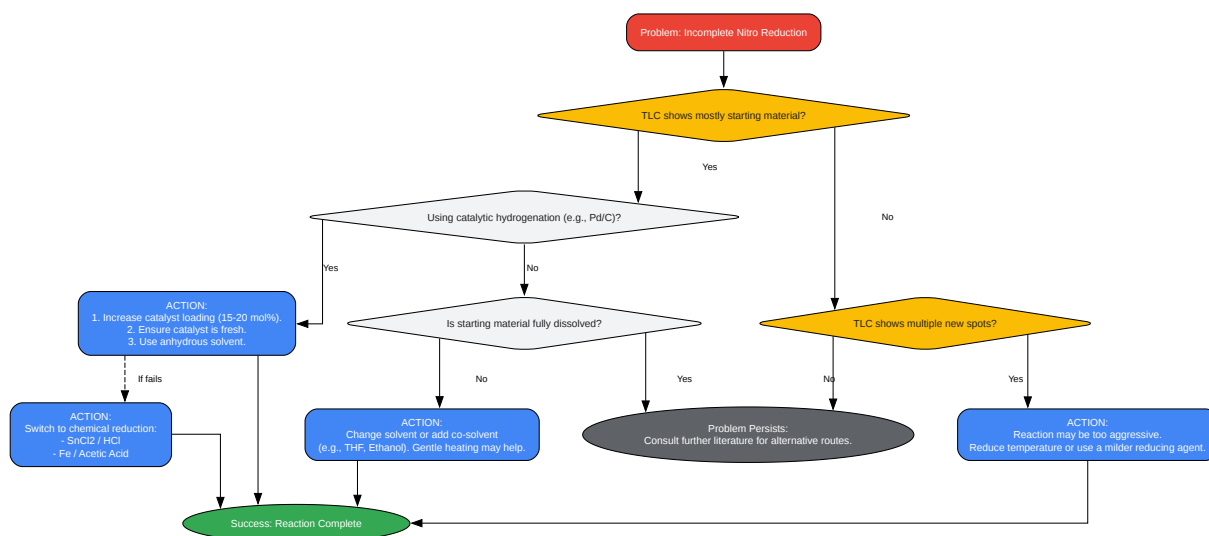 Problem: Incomplete Nitro Reduction
TLC shows mostly starting material?
Yes
Using catalytic hydrogenation (e.g., Pd/C)?
No
Yes
No
ACTION:
1. Increase catalyst loading (15-20 mol%).
2. Ensure catalyst is fresh.
3. Use anhydrous solvent.
Is starting material fully dissolved?
TLC shows multiple new spots?
If fails
No
Yes
No
Yes
ACTION:
Switch to chemical reduction:
- SnCl2 / HCl
- Fe / Acetic Acid
ACTION:
Change solvent or add co-solvent
(e.g., THF, Ethanol). Gentle heating may help.
Problem Persists:
Consult further literature for alternative routes.
ACTION:
Reaction may be too aggressive.
Reduce temperature or use a milder reducing agent.
Success: Reaction Complete